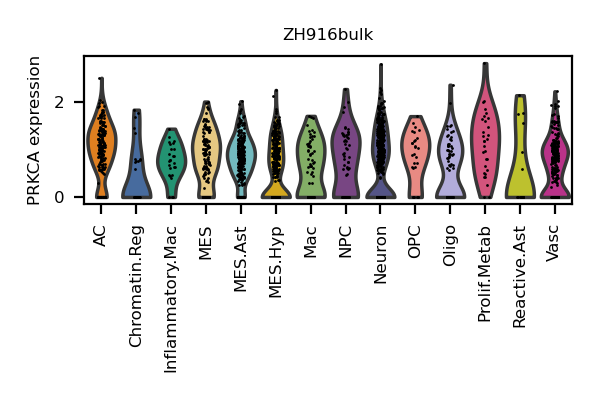 ZH916bulk
PRKCA expression
2
0
AC
Chromatin.Reg
Inflammatory.Mac
MES
MES.Ast
MES.Hyp
Mac
NPC
Neuron
OPC
Oligo
Prolif.Metab
Reactive.Ast
Vasc